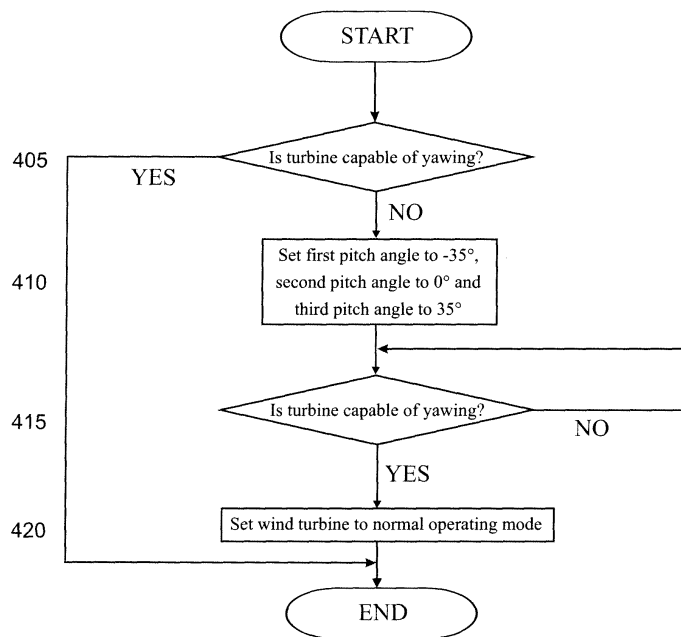 START
405
Is turbine capable of yawing?
YES
NO
410
Set first pitch angle to -35°,
second pitch angle to 0° and
third pitch angle to 35°
415
Is turbine capable of yawing?
NO
YES
420
Set wind turbine to normal operating mode
END